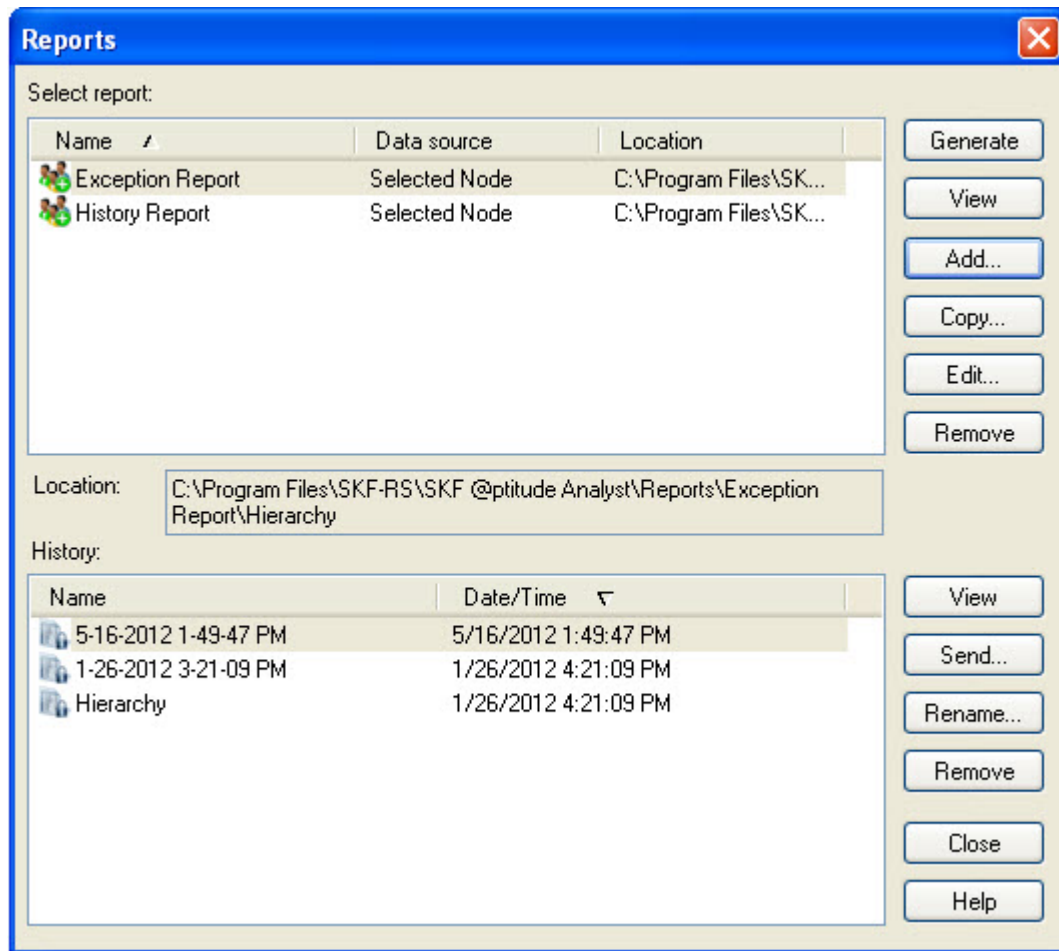 Reports
Select report:
Name Data source Location
Exception Report Selected Node C:\Program Files\SK...
History Report Selected Node C:\Program Files\SK...
Generate
View
Add...
Copy...
Edit...
Remove
Location: C:\Program Files\SKF-RS\SKF @ptitude Analyst\Reports\Exception
Report\Hierarchy
History:
Name Date/Time
5-16-2012 1-49-47 PM 5/16/2012 1:49:47 PM
1-26-2012 3-21-09 PM 1/26/2012 4:21:09 PM
Hierarchy 1/26/2012 4:21:09 PM
View
Send...
Rename...
Remove
Close
Help